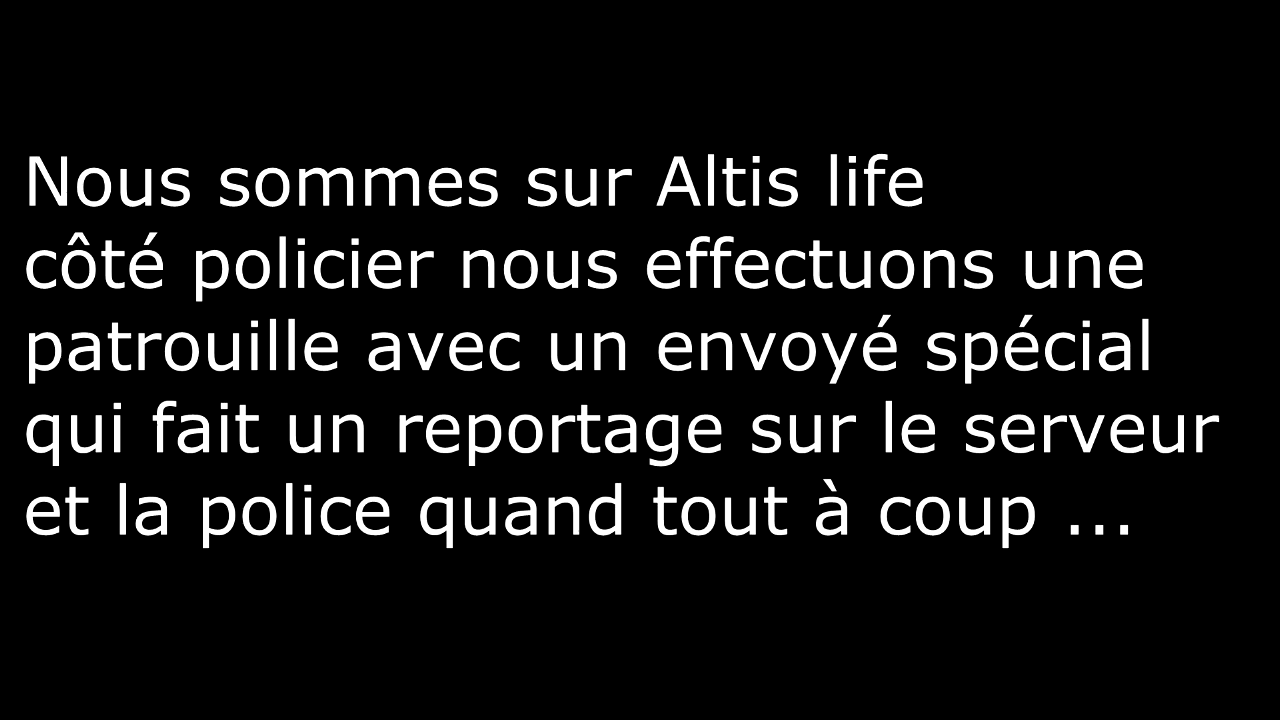 Nous sommes sur Altis life
côté policier nous effectuons une
patrouille avec un envoyé spécial
qui fait un reportage sur le serveur
et la police quand tout à coup ...